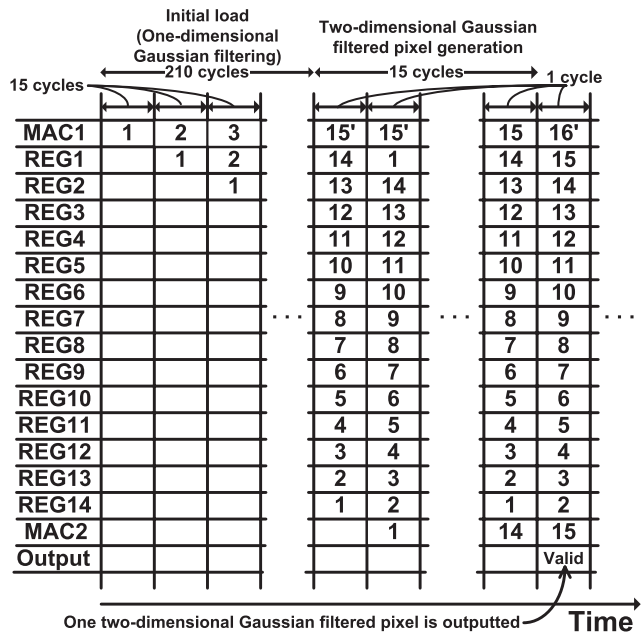 Initial load
(One-dimensional
Gaussian filtering)
Two-dimensional Gaussian
filtered pixel generation
210 cycles
15 cycles
15 cycles
1 cycle
MAC1 1 2 3 15' 15' 15 16'
REG1 1 2 14 1 14 15
REG2 1 13 14 13 14
REG3 12 13 12 13
REG4 11 12 11 12
REG5 10 11 10 11
REG6 9 10 9 10
REG7 8 9 8 9
REG8 7 8 7 8
REG9 6 7 6 7
REG10 5 6 5 6
REG11 4 5 4 5
REG12 3 4 3 4
REG13 2 3 2 3
REG14 1 2 1 2
MAC2 1 14 15
Output Valid
One two-dimensional Gaussian filtered pixel is outputted
Time